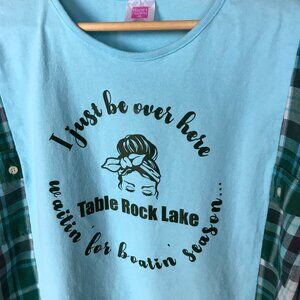 I just be over here
Table Rock Lake
waitin' for boatin' season...